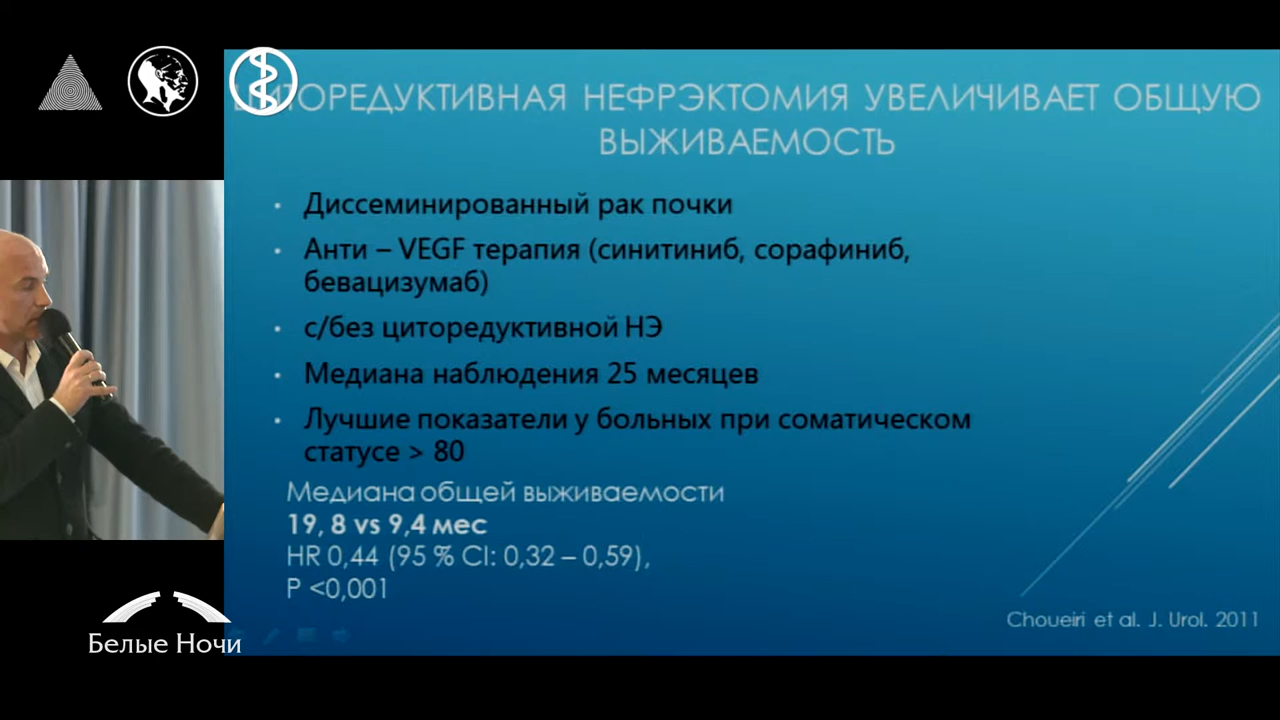 ТОРЕДУКТИВНАЯ НЕФРЭКТОМИЯ УВЕЛИЧИВАЕТ ОБЩУЮ
ВЫЖИВАЕМОСТЬ
Диссеминированный рак почки
Анти – VEGF терапия (синитиниб, сорафиниб,
бевацизумаб)
с/без циторедуктивной НЭ
Медиана наблюдения 25 месяцев
Лучшие показатели у больных при соматическом
статусе > 80
Медиана общей выживаемости
19, 8 vs 9,4 мес
HR 0,44 (95 % CI: 0,32 – 0,59),
P <0,001
Choueiri et al. J. Urol. 2011
Белые Ночи